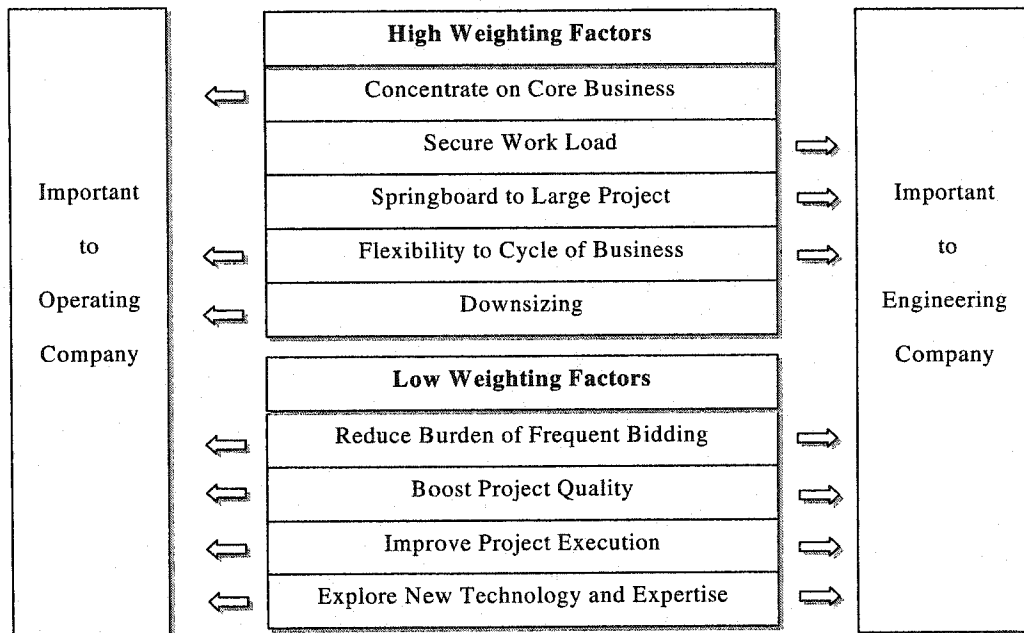 Important
to
Operating
Company
High Weighting Factors
Concentrate on Core Business
Secure Work Load
Springboard to Large Project
Flexibility to Cycle of Business
Downsizing
Low Weighting Factors
Reduce Burden of Frequent Bidding
Boost Project Quality
Improve Project Execution
Explore New Technology and Expertise
Important
to
Engineering
Company